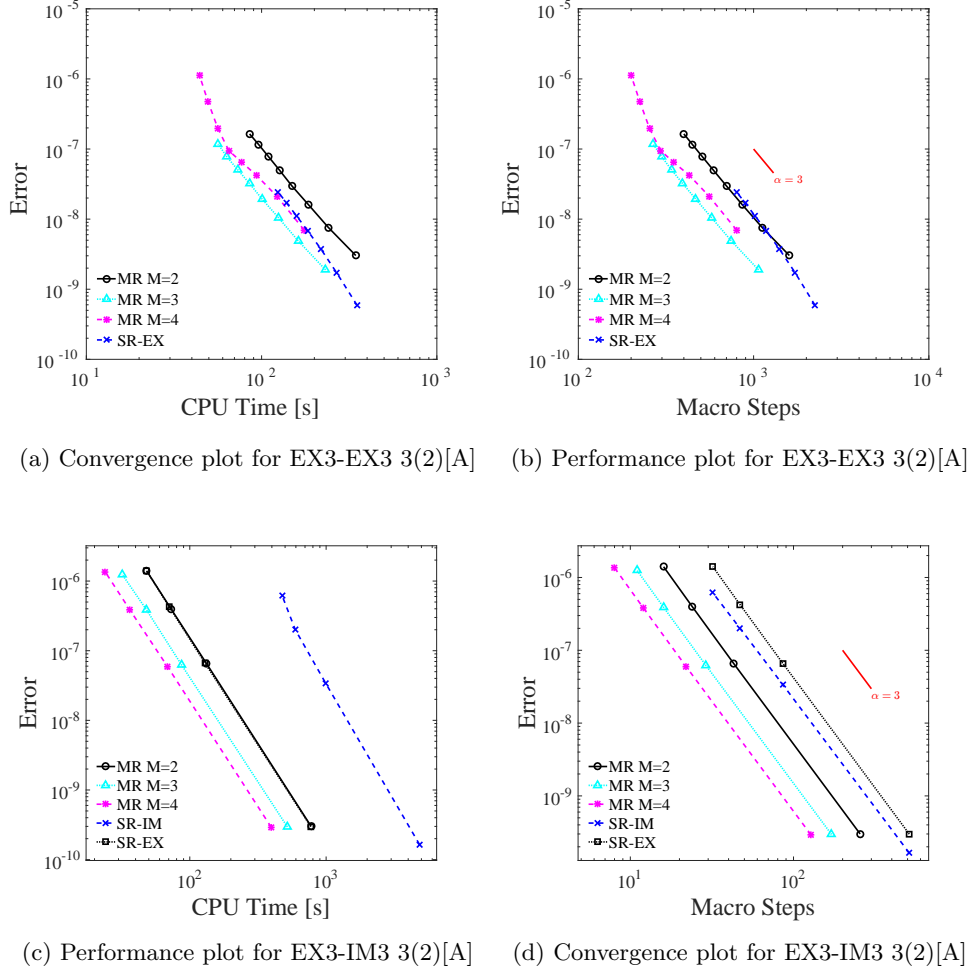 10^-5
10^-6
10^-7
10^-8
10^-9
10^-10
Error
MR M=2
MR M=3
MR M=4
SR-EX
10^1
10^2
10^3
CPU Time [s]
(a) Convergence plot for EX3-EX3 3(2)[A]
10^-5
10^-6
10^-7
10^-8
10^-9
10^-10
Error
α = 3
MR M=2
MR M=3
MR M=4
SR-EX
10^2
10^3
10^4
Macro Steps
(b) Performance plot for EX3-EX3 3(2)[A]
10^-6
10^-7
10^-8
10^-9
10^-10
Error
MR M=2
MR M=3
MR M=4
SR-IM
SR-EX
10^2
10^3
CPU Time [s]
(c) Performance plot for EX3-IM3 3(2)[A]
10^-6
10^-7
10^-8
10^-9
Error
α = 3
MR M=2
MR M=3
MR M=4
SR-IM
SR-EX
10^1
10^2
Macro Steps
(d) Convergence plot for EX3-IM3 3(2)[A]